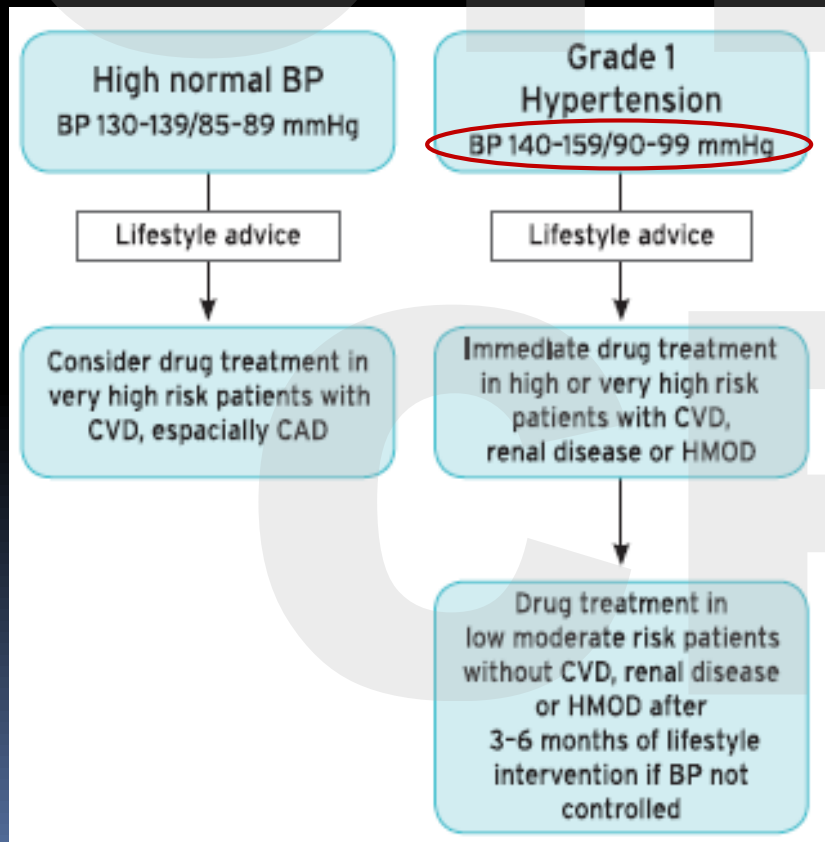 High normal BP
BP 130-139/85-89 mmHg
Lifestyle advice
Consider drug treatment in
very high risk patients with
CVD, espacially CAD
Grade 1
Hypertension
BP 140-159/90-99 mmHg
Lifestyle advice
Immediate drug treatment
in high or very high risk
patients with CVD,
renal disease or HMOD
Drug treatment in
low moderate risk patients
without CVD, renal disease
or HMOD after
3-6 months of lifestyle
intervention if BP not
controlled